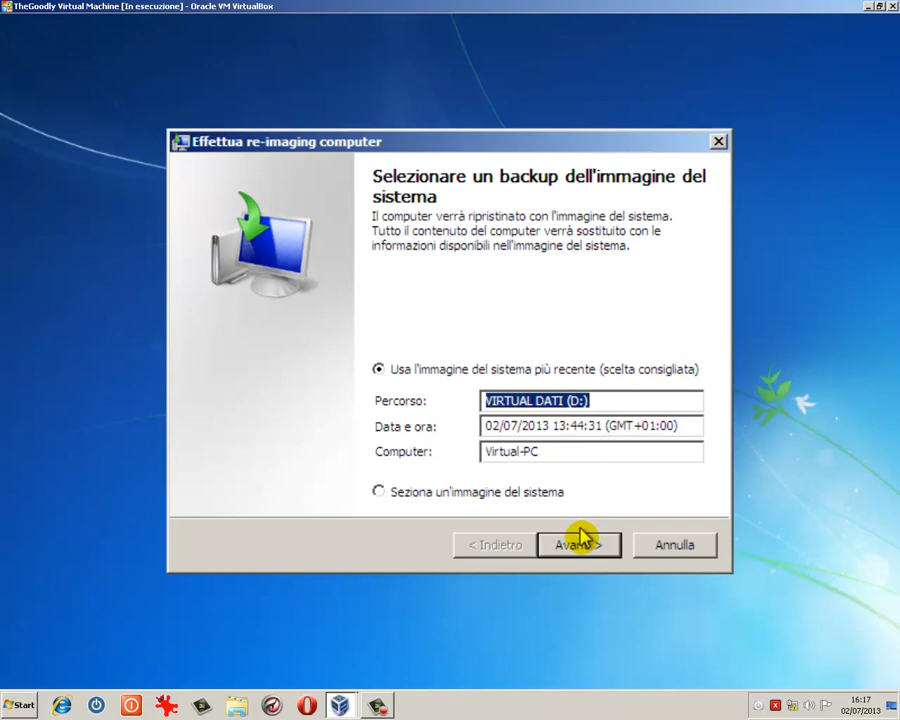 TheGoodly Virtual Machine [In esecuzione] - Oracle VM VirtualBox
Effettua re-imaging computer
Selezionare un backup dell'immagine del
sistema
Il computer verrà ripristinato con l'immagine del sistema.
Tutto il contenuto del computer verrà sostituito con le
informazioni disponibili nell'immagine del sistema.
Usa l'immagine del sistema più recente (scelta consigliata)
Percorso: VIRTUAL DATI (D:)
Data e ora: 02/07/2013 13:44:31 (GMT+01:00)
Computer: Virtual-PC
Seziona un'immagine del sistema
< Indietro Avanti > Annulla
Start
16:17
02/07/2013